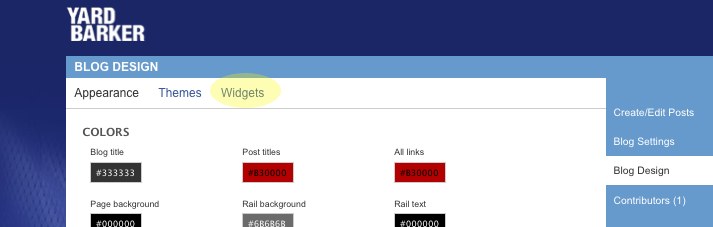 YARD
BARKER
BLOG DESIGN
Appearance Themes Widgets
Create/Edit Posts
Blog Settings
Blog Design
Contributors (1)
COLORS
Blog title Post titles All links
#333333 #830000 #830000
Page background Rail background Rail text
#000000 #6B6B6B #000000